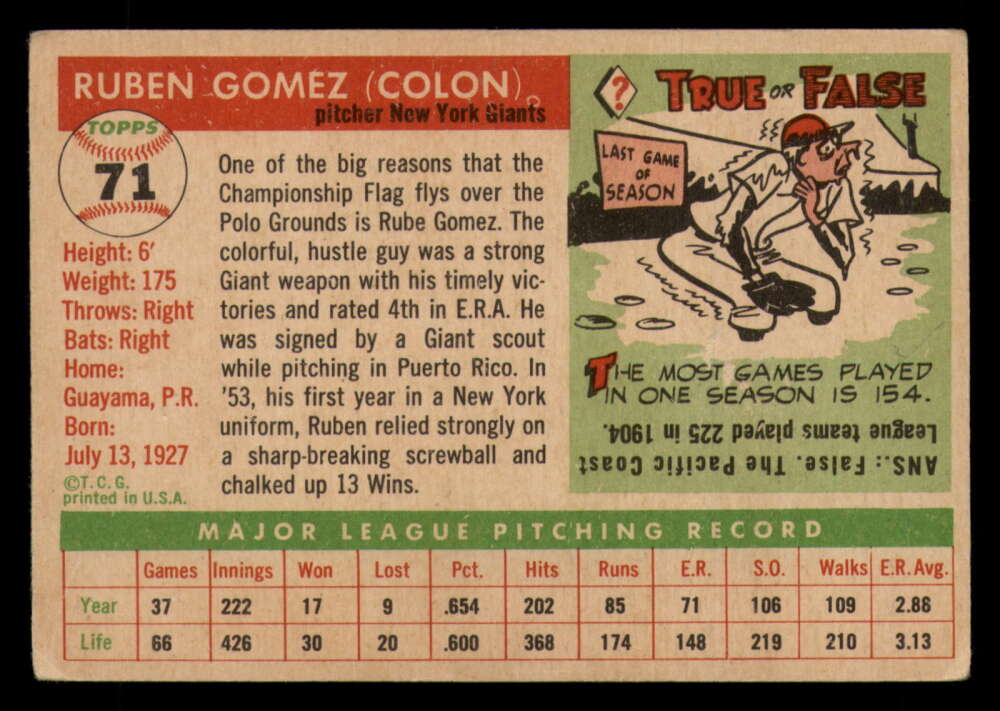 RUBEN GOMEZ (COLON)
pitcher New York Giants
TOPPS
71
Height: 6'
Weight: 175
Throws: Right
Bats: Right
Home:
Guayama, P.R.
Born:
July 13, 1927
©T.C.G.
printed in U.S.A.
One of the big reasons that the
Championship Flag flys over the
Polo Grounds is Rube Gomez. The
colorful, hustle guy was a strong
Giant weapon with his timely vic-
tories and rated 4th in E.R.A. He
was signed by a Giant scout
while pitching in Puerto Rico. In
'53, his first year in a New York
uniform, Ruben relied strongly on
a sharp-breaking screwball and
chalked up 13 Wins.
? TRUE OR FALSE
LAST GAME
OF
SEASON
THE MOST GAMES PLAYED
IN ONE SEASON IS 154.
ANS.: False. The Pacific Coast
League teams played 225 in 1904.
MAJOR LEAGUE PITCHING RECORD
Games Innings Won Lost Pct. Hits Runs E.R. S.O. Walks E.R. Avg.
Year 37 222 17 9 .654 202 85 71 106 109 2.88
Life 66 426 30 20 .600 368 174 148 219 210 3.13